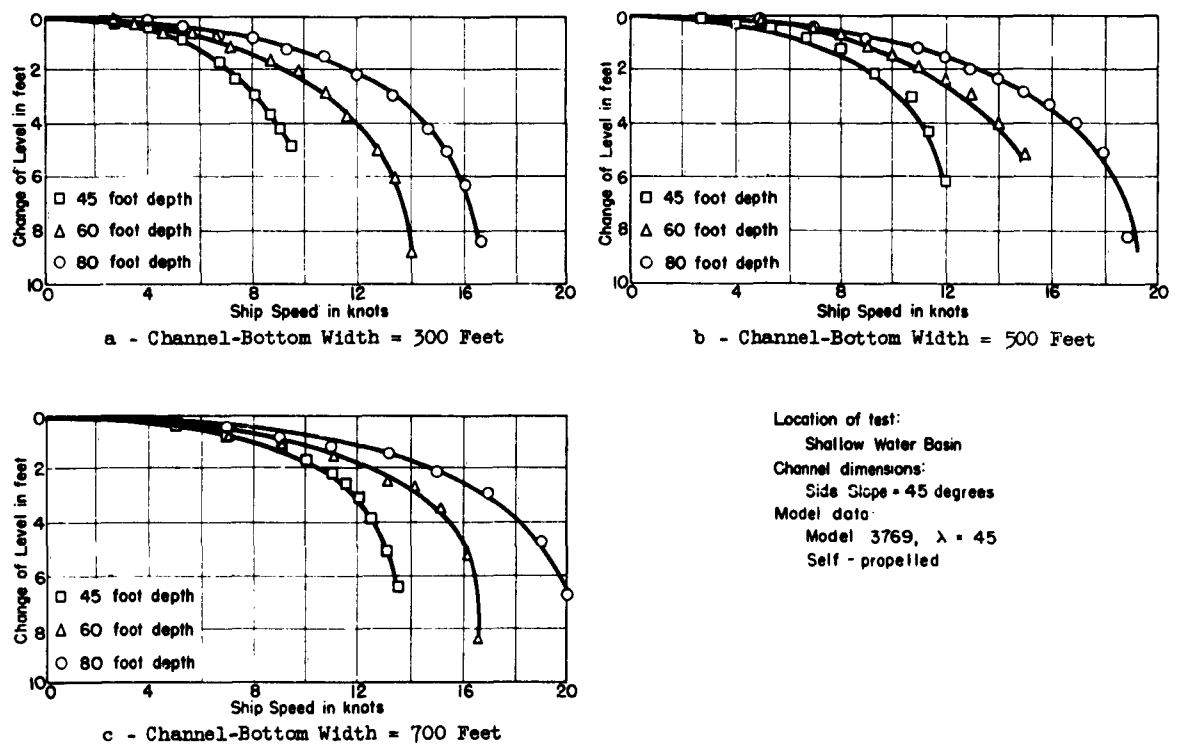 Change of Level in feet
0
2
4
6
8
10
□ 45 foot depth
△ 60 foot depth
○ 80 foot depth
0 4 8 12 16 20
Ship Speed in knots
a - Channel-Bottom Width = 300 Feet
Change of Level in feet
0
2
4
6
8
10
□ 45 foot depth
△ 60 foot depth
○ 80 foot depth
0 4 8 12 16 20
Ship Speed in knots
b - Channel-Bottom Width = 500 Feet
Change of Level in feet
0
2
4
6
8
10
□ 45 foot depth
△ 60 foot depth
○ 80 foot depth
0 4 8 12 16 20
Ship Speed in knots
c - Channel-Bottom Width = 700 Feet
Location of test:
Shallow Water Basin
Channel dimensions:
Side Slope = 45 degrees
Model data:
Model 3769, λ = 45
Self-propelled